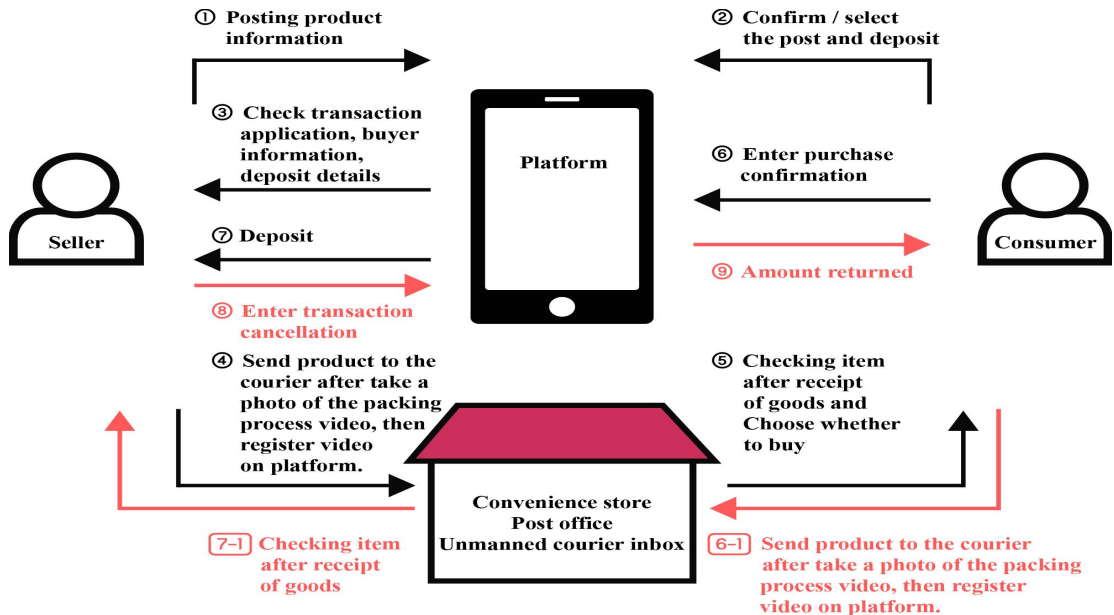 ① Posting product
information
② Confirm / select
the post and deposit
③ Check transaction
application, buyer
information,
deposit details
Platform
⑥ Enter purchase
confirmation
Seller
⑦ Deposit
Consumer
⑨ Amount returned
⑧ Enter transaction
cancellation
④ Send product to the
courier after take a
photo of the packing
process video, then
register video
on platform.
⑤ Checking item
after receipt
of goods and
Choose whether
to buy
Convenience store
Post office
Unmanned courier inbox
7-1 Checking item
after receipt
of goods
6-1 Send product to the courier
after take a photo of the packing
process video, then register
video on platform.